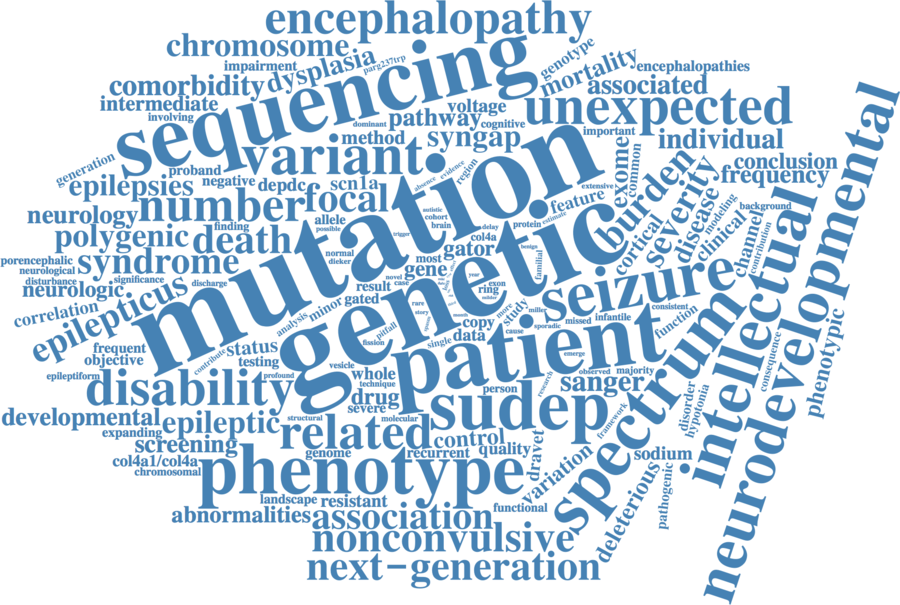 encephalopathy
chromosome
impairment
parg237trp
genotype
dysplasia
mortality
encephalopathies
comorbidity
associated
intermediate
sequencing
voltage
unexpected
neurodevelopmental
involving
dominant
pathway
cognitive
method
syngap
important
individual
generation
variant
mutation
exome
common
burden
conclusion
proband
absence
evidence
region
severity
frequency
epilepsies
negative
depdc
scn1a
extensive
feature
disease
modeling
neurology
number
focal
autistic
cohort
brain
delay
protein
estimate
cortical
clinical
background
channel
contribution
intellectual
finding
allele
possible
trigger
col4a
benign
familial
polygenic
death
gator
genetic
normal
dieker
most
gene
porencephalic
neurological
syndrome
disturbance
significance
discharge
novel
case
year
exon
ring
seizure
neurologic
result
epilepticus
minor
gated
rare
story
more
subtler
study
miller
consistent
correlation
analysis
pitfall
month
copy
data
cause
sporadic
missed
infantile
function
spectrum
frequent
objective
contribute
status
testing
fission
single
patient
emerge
consequence
phenotypic
epileptiform
profound
vesicle
whole
technique
observed
majority
disability
drug
severe
person
research
sanger
disorder
hypotonia
developmental
epileptic
structural
molecular
sudep
framework
expanding
screening
related
control
genome
recurrent
quality
dravet
variation
sodium
col4a1/col4a
chromosomal
phenotype
deleterious
pathogenic
landscape
resistant
functional
abnormalities
association
nonconvulsive
next-generation